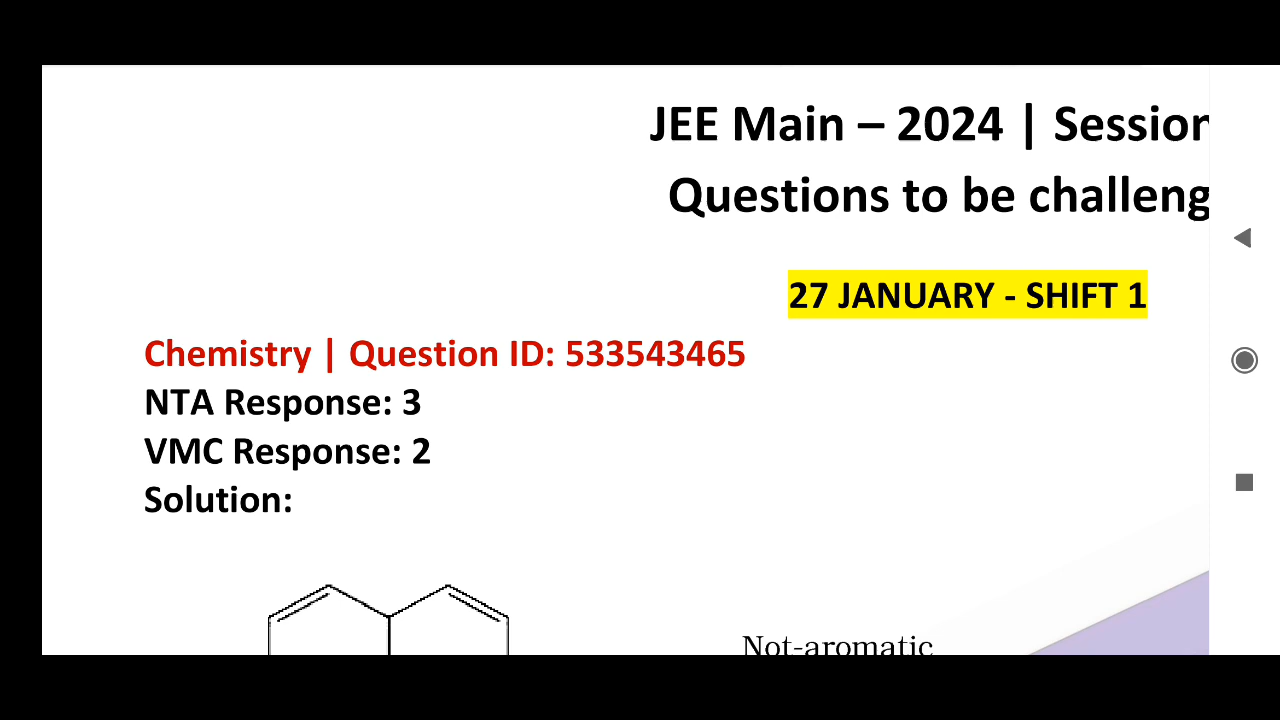 JEE Main – 2024 | Session
Questions to be challeng
27 JANUARY - SHIFT 1
Chemistry | Question ID: 533543465
NTA Response: 3
VMC Response: 2
Solution:
Not-aromatic